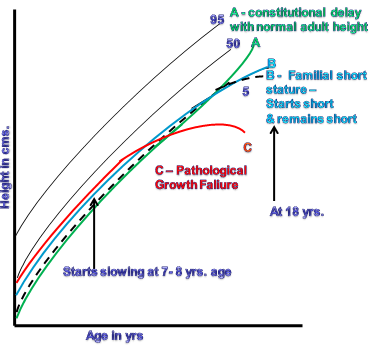 95
A - constitutional delay
with normal adult height
50
A
B
B - Familial short
stature –
Starts short
& remains short
5
C
C – Pathological
Growth Failure
At 18 yrs.
Starts slowing at 7- 8 yrs. age
Height in cms.
Age in yrs